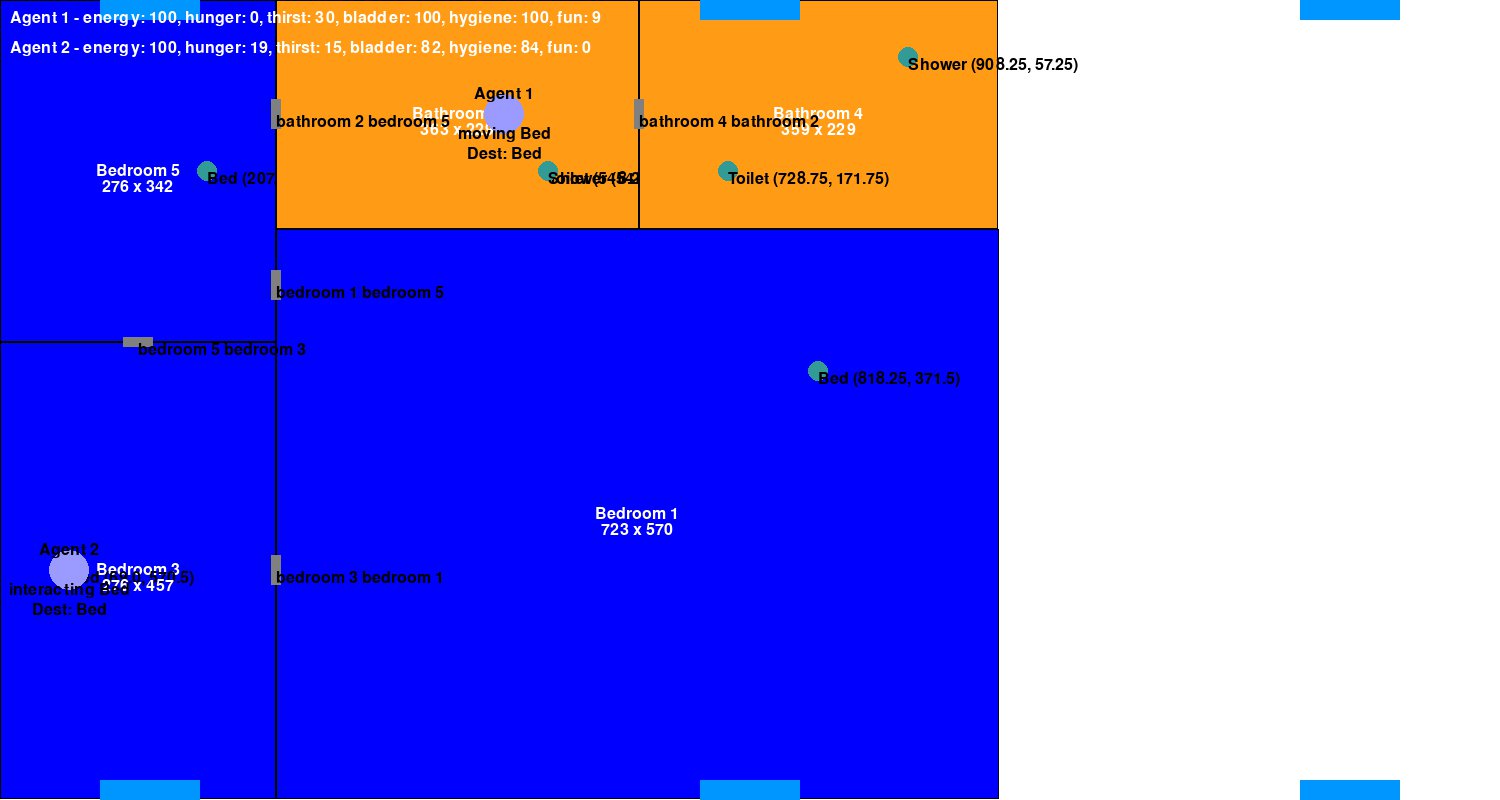 Agent 1 - energy: 100, hunger: 0, thirst: 30, bladder: 100, hygiene: 100, fun: 9
Agent 2 - energy: 100, hunger: 19, thirst: 15, bladder: 82, hygiene: 84, fun: 0
Shower (908.25, 57.25)
Agent 1
Bathroom
363 x
bathroom 2 bedroom 5
moving Bed
Dest: Bed
Bathroom 4
359 x 229
bathroom 4 bathroom 2
Bedroom 5
276 x 342
Bed (207
Toilet (728.75, 171.75)
bedroom 1 bedroom 5
bedroom 5 bedroom 3
Bed (818.25, 371.5)
Bedroom 1
723 x 570
Agent 2
Bedroom 3
276 x 457
interacting Bed
Dest: Bed
bedroom 3 bedroom 1